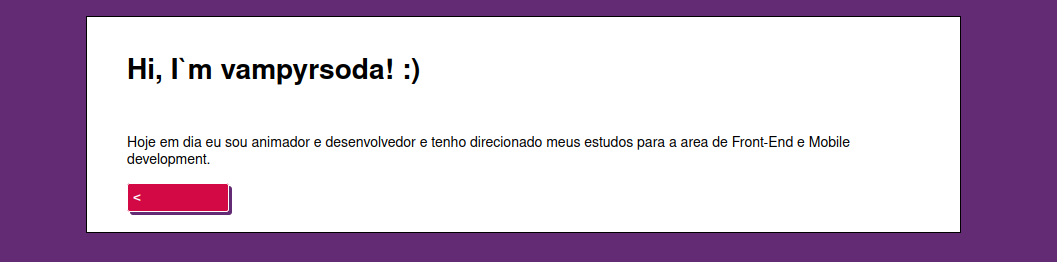 Hi, I`m vampyrsoda! :)
Hoje em dia eu sou animador e desenvolvedor e tenho direcionado meus estudos para a area de Front-End e Mobile
development.
<